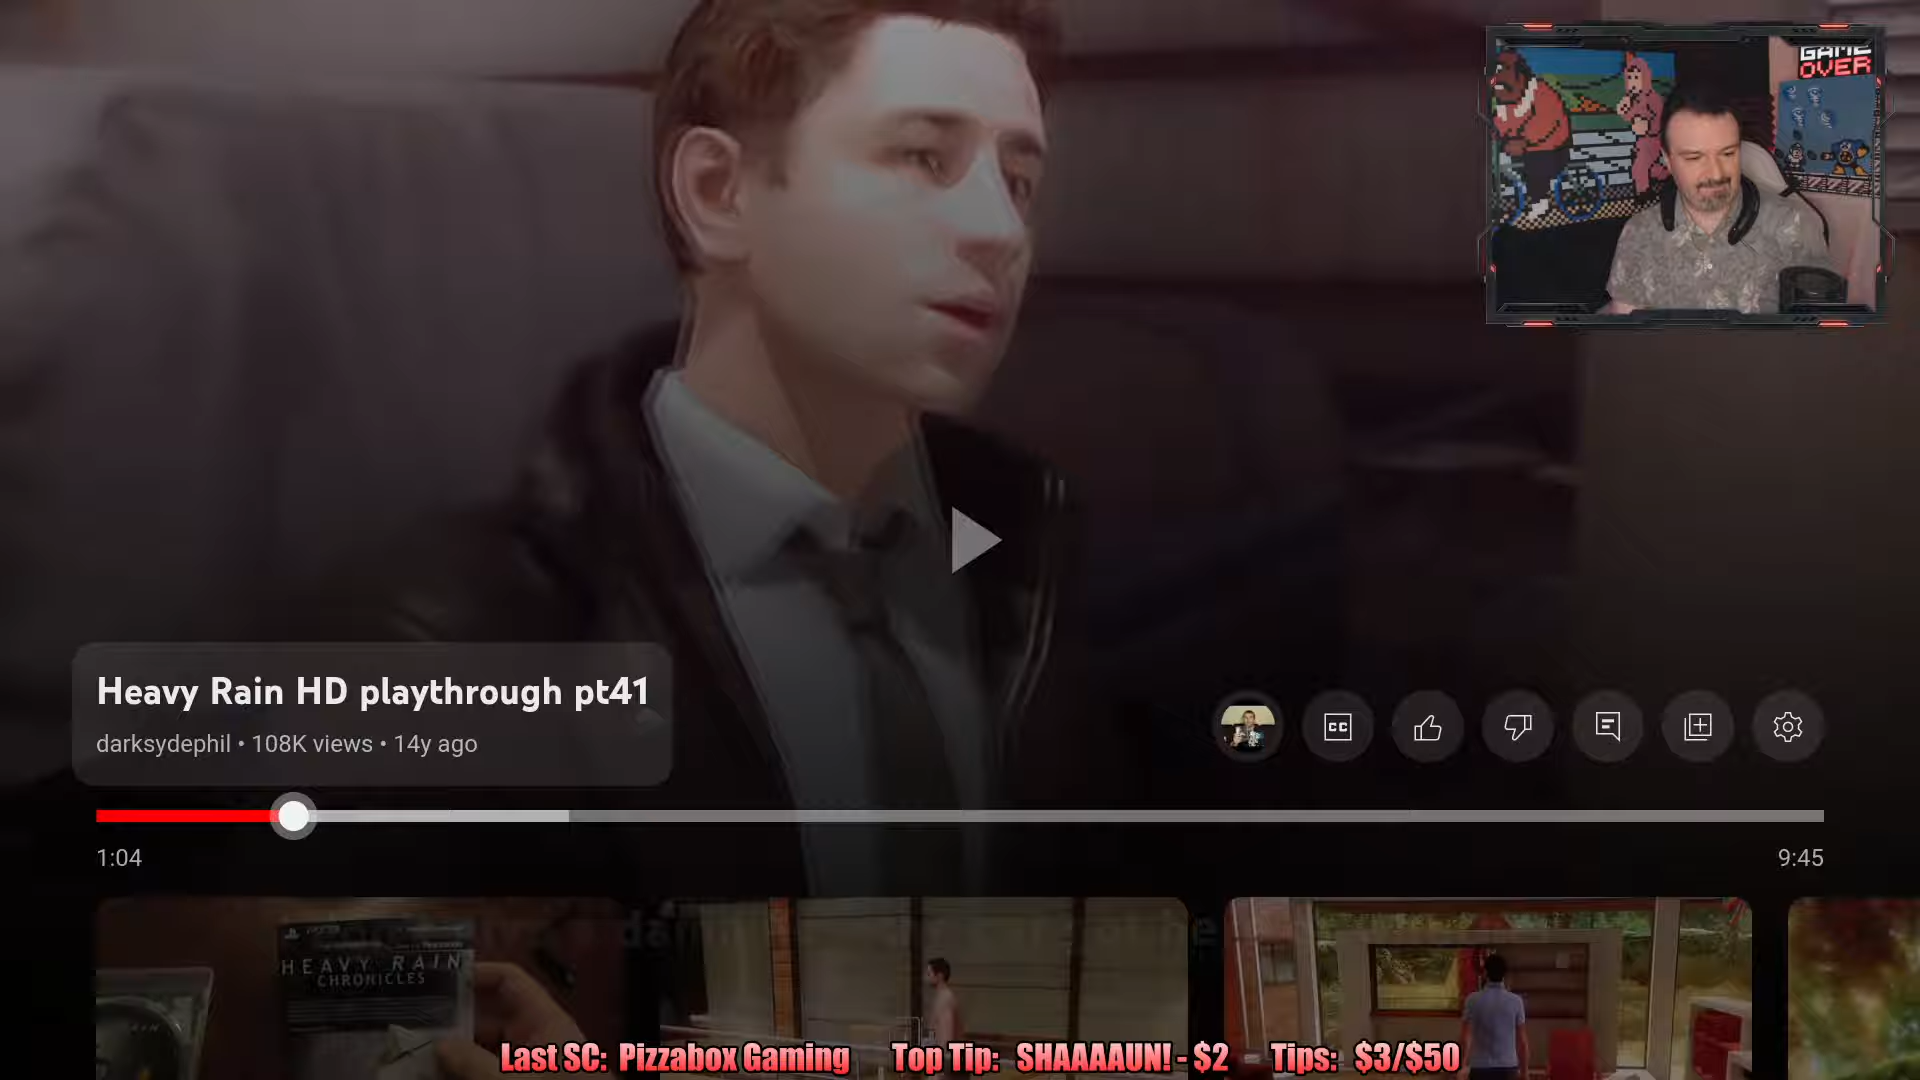 GAME
OVER
Heavy Rain HD playthrough pt41
darksydephil • 108K views • 14y ago
CC
1:04
9:45
HEAVY RAIN
CHRONICLES
Last SC: Pizzabox Gaming Top Tip: SHAAAAUN! - $2 Tips: $3/$50